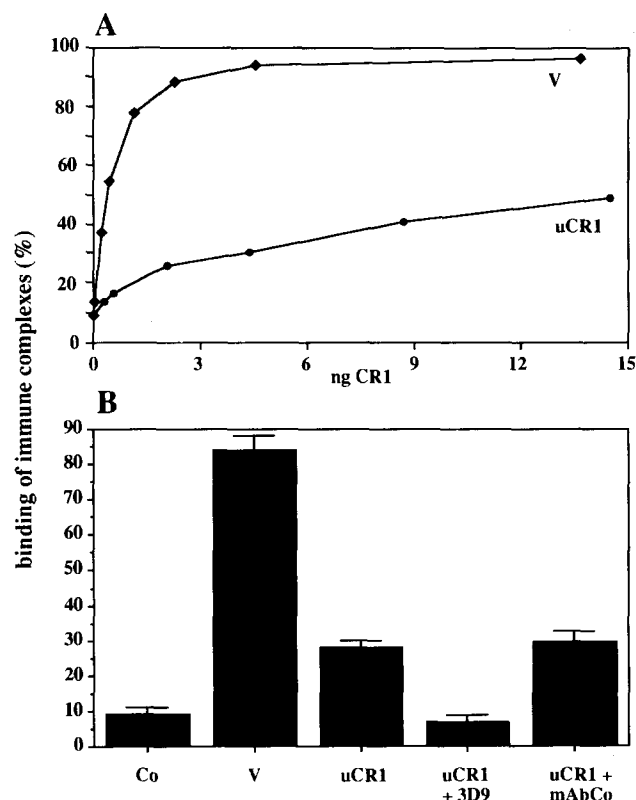 A
100
80
60
40
20
0
V
uCR1
0 3 6 9 12 15
ng CR1
binding of immune complexes (%)
B
90
80
70
60
50
40
30
20
10
0
Co V uCR1 uCR1 uCR1 +
+ 3D9 mAbCo